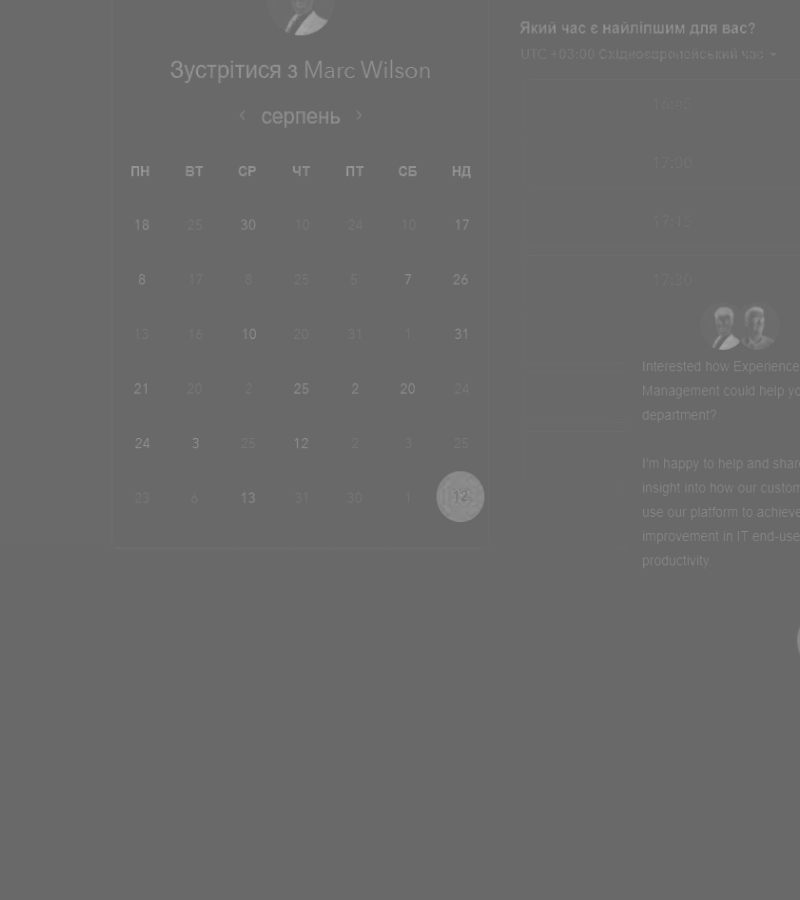 Зустрітися з Marc Wilson
серпень
ПН ВТ СР ЧТ ПТ СБ НД
18 25 30 10 24 10 17
8 17 6 25 5 7 26
13 16 10 20 31 1 31
21 20 2 25 2 20 24
24 3 25 12 2 3 25
23 6 13 31 30 1
Який час є найліпшим для вас?
UTC +03:00 Східноєвропейський час
16:45
17:00
17:15
17:30
Interested how Experience
Management could help yo
department?
I'm happy to help and shar
insight into how our custom
use our platform to achieve
improvement in IT end-use
productivity.